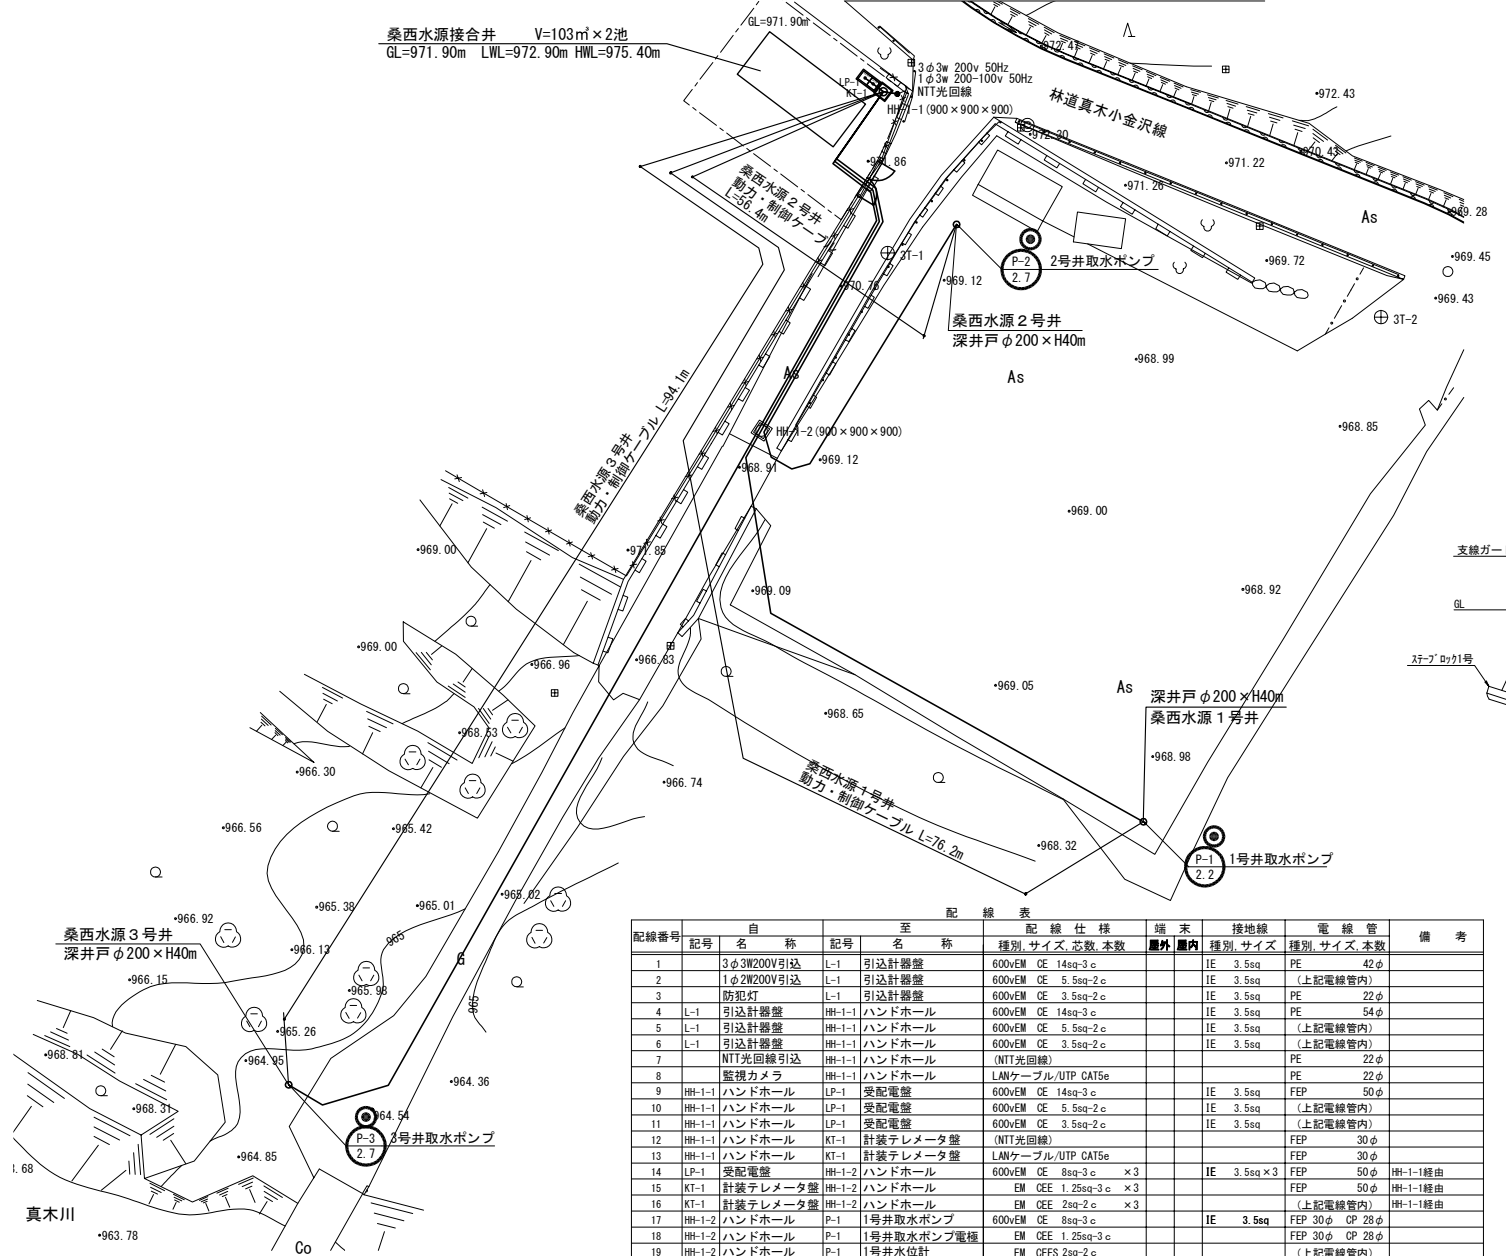 桑西水源接合井 V=103㎥×2池
GL=971.90m LWL=972.90m HWL=975.40m
GL=971.90m
LP-1
KT-1
3φ3w 200v 50Hz
1φ3w 200-100v 50Hz
NTT光回線
HH-1-1(900×900×900)
・972.41
・972.43
林道真木小金沢線
・972.30
・970.43
・971.22
・971.26
・971.86
As
・969.28
・969.45
・969.43
・969.72
桑西水源2号井
動力・制御ケーブル
L=56.4m
3T-1
P-2
2.7
2号井取水ポンプ
・969.12
・970.76
3T-2
桑西水源2号井
深井戸φ200×H40m
・968.99
As
As
桑西水源3号井
動力・制御ケーブル L=94.1m
HH-1-2(900×900×900)
・968.85
・969.12
・968.91
・969.00
・969.00
・971.85
支線ガー
・969.09
・968.92
GL
・969.00
・966.96
・966.83
ステーブロック1号
・969.05
As
深井戸φ200×H40m
桑西水源1号井
・968.65
・968.53
・968.98
・966.30
・966.74
桑西水源1号井
動力・制御ケーブル L=76.2m
・966.56
・965.42
・968.32
P-1
2.2
1号井取水ポンプ
・965.02
・965.38
・965.01
・966.92
965
桑西水源3号井
深井戸φ200×H40m
・966.13
G
・966.15
・965.98
965
・965.26
・968.81
・964.95
・964.36
・968.31
・964.54
P-3
2.7
3号井取水ポンプ
・964.85
真木川
・963.78
Co
配 線 表
配線番号 自 至 配 線 仕 様 端 末 接地線 電 線 管 備 考
記号 名 称 記号 名 称 種別,サイズ,芯数,本数 屋外 屋内 種別,サイズ 種別,サイズ,本数
1 3φ3W200V引込 L-1 引込計器盤 600vEM CE 14sq-3c IE 3.5sq PE 42φ
2 1φ2W200V引込 L-1 引込計器盤 600vEM CE 5.5sq-2c IE 3.5sq (上記電線管内)
3 防犯灯 L-1 引込計器盤 600vEM CE 3.5sq-2c IE 3.5sq PE 22φ
4 L-1 引込計器盤 HH-1-1 ハンドホール 600vEM CE 14sq-3c IE 3.5sq PE 54φ
5 L-1 引込計器盤 HH-1-1 ハンドホール 600vEM CE 5.5sq-2c IE 3.5sq (上記電線管内)
6 L-1 引込計器盤 HH-1-1 ハンドホール 600vEM CE 3.5sq-2c IE 3.5sq (上記電線管内)
7 NTT光回線引込 HH-1-1 ハンドホール (NTT光回線) PE 22φ
8 監視カメラ HH-1-1 ハンドホール LANケーブル/UTP CAT5e PE 22φ
9 HH-1-1 ハンドホール LP-1 受配電盤 600vEM CE 14sq-3c IE 3.5sq FEP 50φ
10 HH-1-1 ハンドホール LP-1 受配電盤 600vEM CE 5.5sq-2c IE 3.5sq (上記電線管内)
11 HH-1-1 ハンドホール LP-1 受配電盤 600vEM CE 3.5sq-2c IE 3.5sq (上記電線管内)
12 HH-1-1 ハンドホール KT-1 計装テレメータ盤 (NTT光回線) FEP 30φ
13 HH-1-1 ハンドホール KT-1 計装テレメータ盤 LANケーブル/UTP CAT5e FEP 30φ
14 LP-1 受配電盤 HH-1-2 ハンドホール 600vEM CE 8sq-3c ×3 IE 3.5sq×3 FEP 50φ HH-1-1経由
15 KT-1 計装テレメータ盤 HH-1-2 ハンドホール EM CEE 1.25sq-3c ×3 FEP 50φ HH-1-1経由
16 KT-1 計装テレメータ盤 HH-1-2 ハンドホール EM CEE 2sq-2c ×3 (上記電線管内) HH-1-1経由
17 HH-1-2 ハンドホール P-1 1号井取水ポンプ 600vEM CE 8sq-3c IE 3.5sq FEP 30φ CP 28φ
18 HH-1-2 ハンドホール P-1 1号井取水ポンプ電極 EM CEE 1.25sq-3c FEP 30φ CP 28φ
19 HH-1-2 ハンドホール P-1 1号井水位計 EM CEES 2sq-2c (上記電線管内)